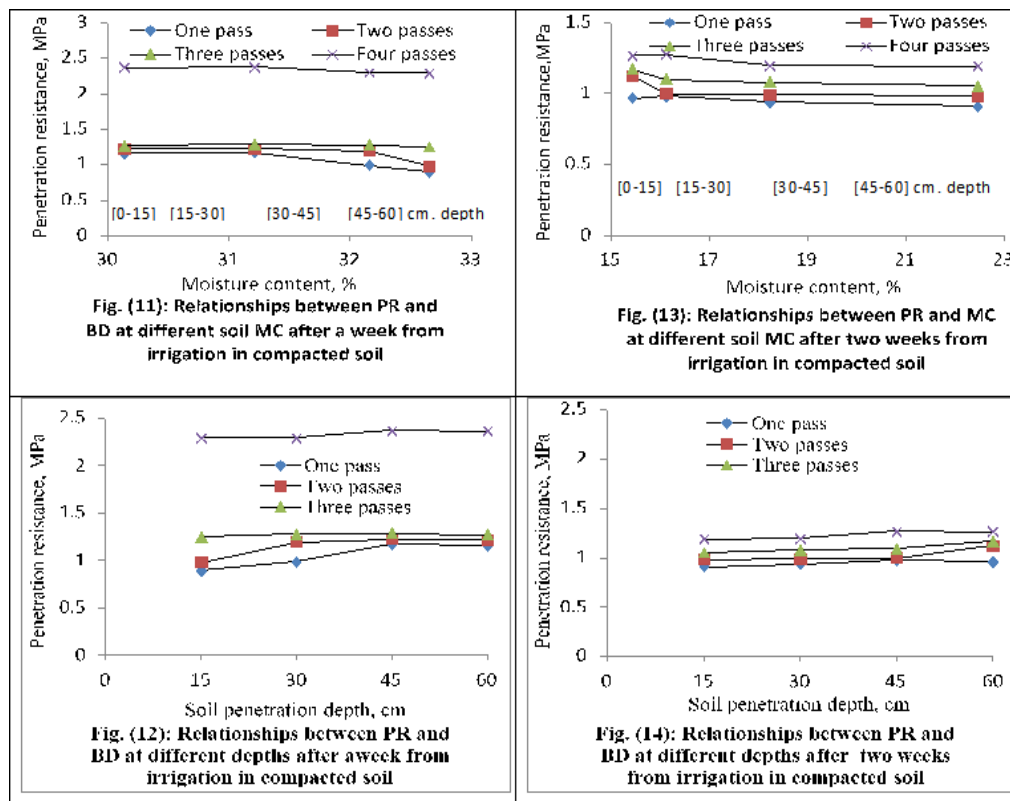 3
2.5
2
1.5
1
0.5
0
One pass
Two passes
Three passes
Four passes
Penetration resistance, MPa
[0-15] [15-30] [30-45] [45-60] cm. depth
30 31 32 33
Moisture content, %
Fig. (11): Relationships between PR and
BD at different soil MC after a week from
irrigation in compacted soil
1.5
1
0.5
0
One pass
Two passes
Three passes
Four passes
Penetration resistance,MPa
[0-15] [15-30] [30-45] [45-60] cm. depth
15 17 19 21 23
Moisture content, %
Fig. (13): Relationships between PR and MC
at different soil MC after two weeks from
irrigation in compacted soil
2.5
2
1.5
1
0.5
0
One pass
Two passes
Three passes
Penetration resistance, MPa
0 15 30 45 60
Soil penetration depth, cm
Fig. (12): Relationships between PR and
BD at different depths after aweek from
irrigation in compacted soil
2.5
2
1.5
1
0.5
0
One pass
Two passes
Three passes
Penetration resistance, MPa
0 15 30 45 60
Soil penetration depth, cm
Fig. (14): Relationships between PR and
BD at different depths after two weeks
from irrigation in compacted soil